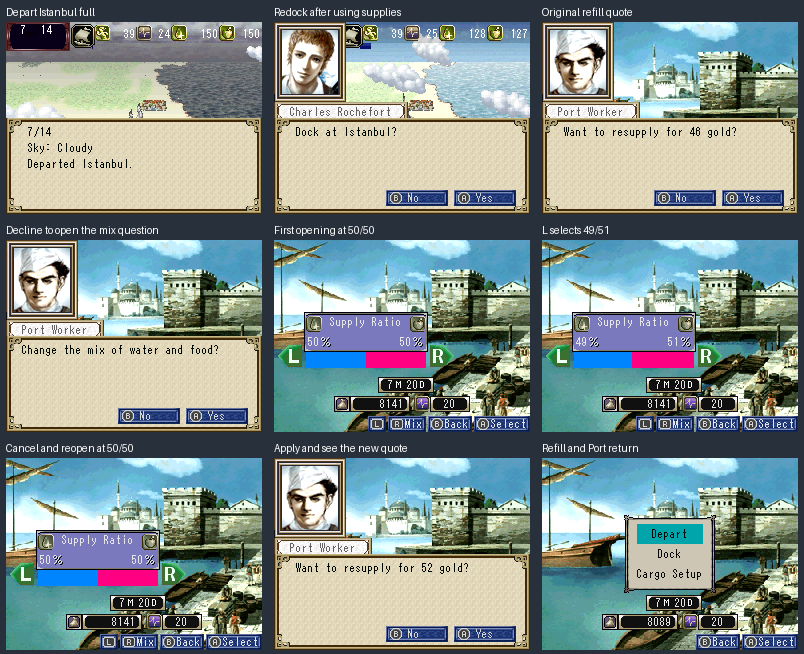 Depart Istanbul full
7 14 39 24 150 150
7/14
Sky: Cloudy
Departed Istanbul.
Redock after using supplies
39 25 128 127
Charles Rochefort
Dock at Istanbul?
B No A Yes
Original refill quote
Port Worker
Want to resupply for 46 gold?
B No A Yes
Decline to open the mix question
Port Worker
Change the mix of water and food?
B No A Yes
First opening at 50/50
Supply Ratio
50% 50%
L R
7M 20D
8141 20
L R Mix B Back A Select
L selects 49/51
Supply Ratio
49% 51%
L R
7M 20D
8141 20
L R Mix B Back A Select
Cancel and reopen at 50/50
Supply Ratio
50% 50%
L R
7M 20D
8141 20
L R Mix B Back A Select
Apply and see the new quote
Port Worker
Want to resupply for 52 gold?
B No A Yes
Refill and Port return
Depart
Dock
Cargo Setup
7M 20D
8089 20
B Back A Select